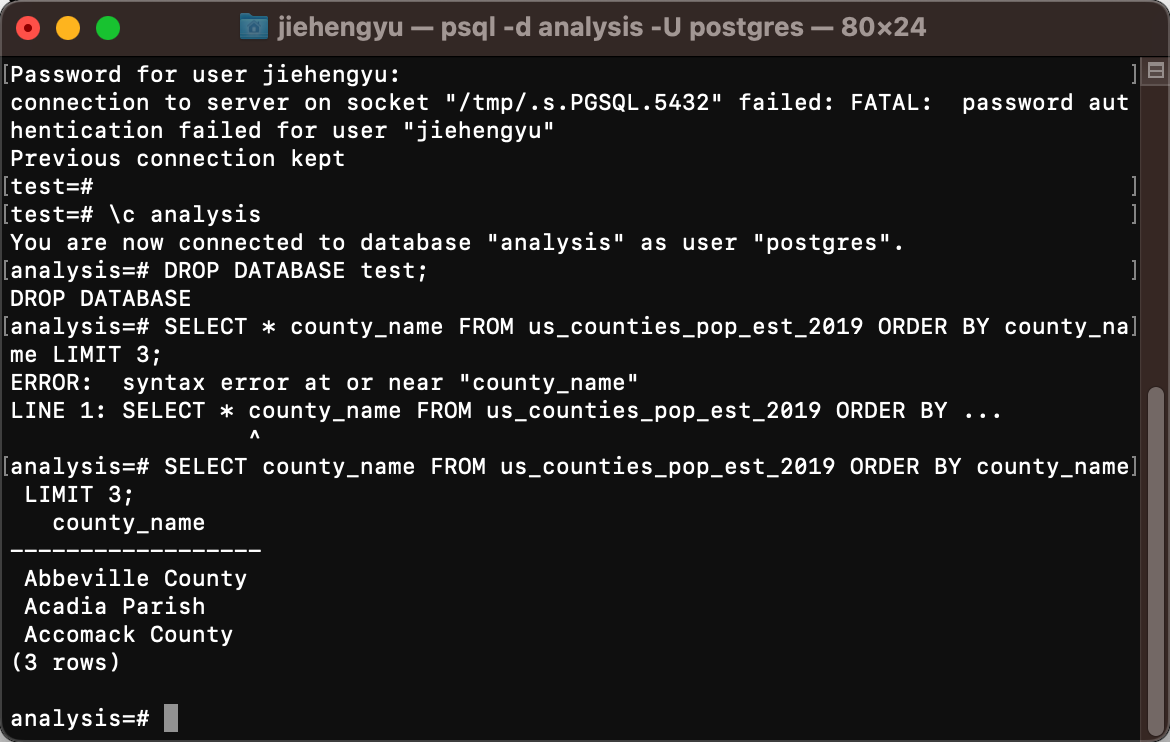 jiehengyu — psql -d analysis -U postgres — 80×24
[Password for user jiehengyu: ]
connection to server on socket "/tmp/.s.PGSQL.5432" failed: FATAL:  password aut
hentication failed for user "jiehengyu"
Previous connection kept
[test=# ]
[test=# \c analysis ]
You are now connected to database "analysis" as user "postgres".
[analysis=# DROP DATABASE test; ]
DROP DATABASE
[analysis=# SELECT * county_name FROM us_counties_pop_est_2019 ORDER BY county_na]
me LIMIT 3;
ERROR:  syntax error at or near "county_name"
LINE 1: SELECT * county_name FROM us_counties_pop_est_2019 ORDER BY ...
                 ^
[analysis=# SELECT county_name FROM us_counties_pop_est_2019 ORDER BY county_name]
 LIMIT 3;
   county_name
------------------
 Abbeville County
 Acadia Parish
 Accomack County
(3 rows)
analysis=#